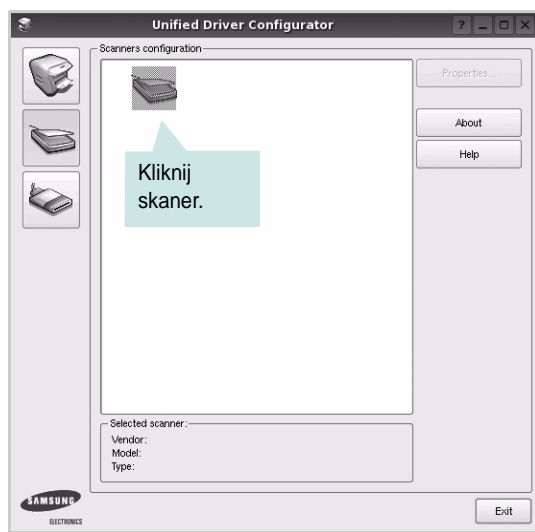 Unified Driver Configurator
Scanners configuration
Properties...
About
Help
Kliknij
skaner.
Selected scanner:
Vendor:
Model:
Type:
SAMSUNG
ELECTRONICS
Exit